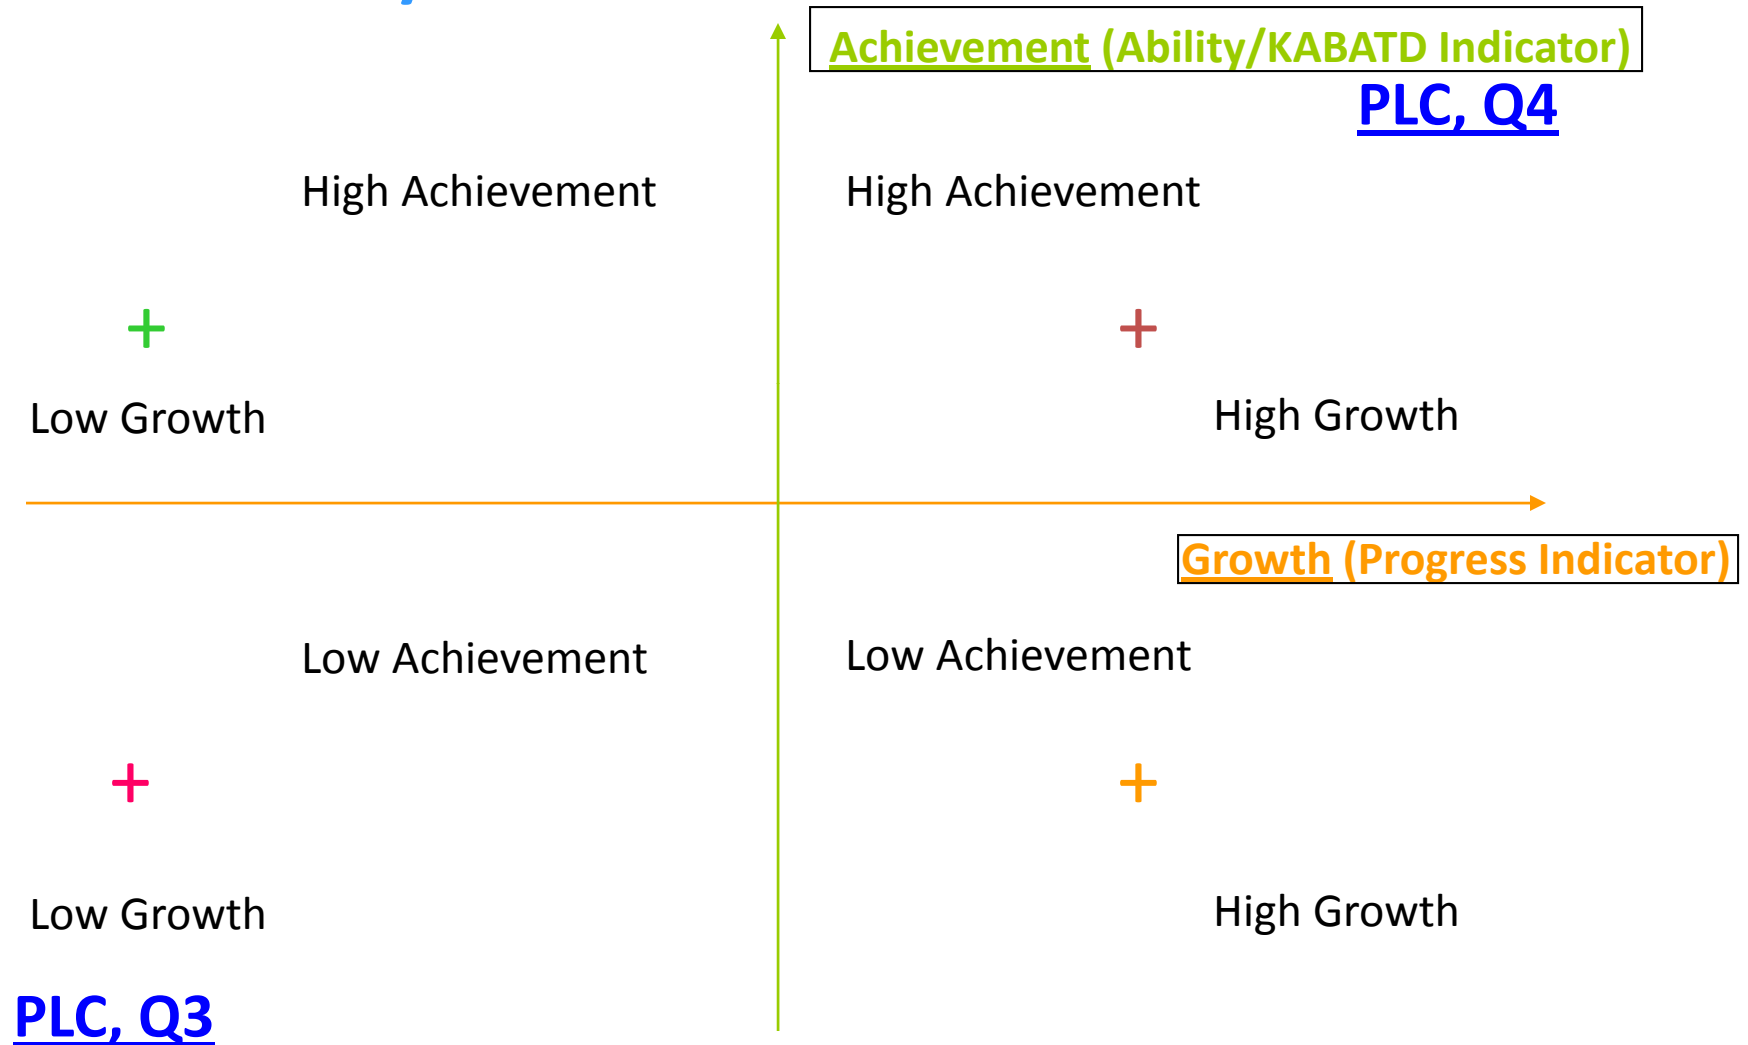 Achievement (Ability/KABATD Indicator)
PLC, Q4
High Achievement
High Achievement
+
+
Low Growth
High Growth
Growth (Progress Indicator)
Low Achievement
Low Achievement
+
+
Low Growth
High Growth
PLC, Q3